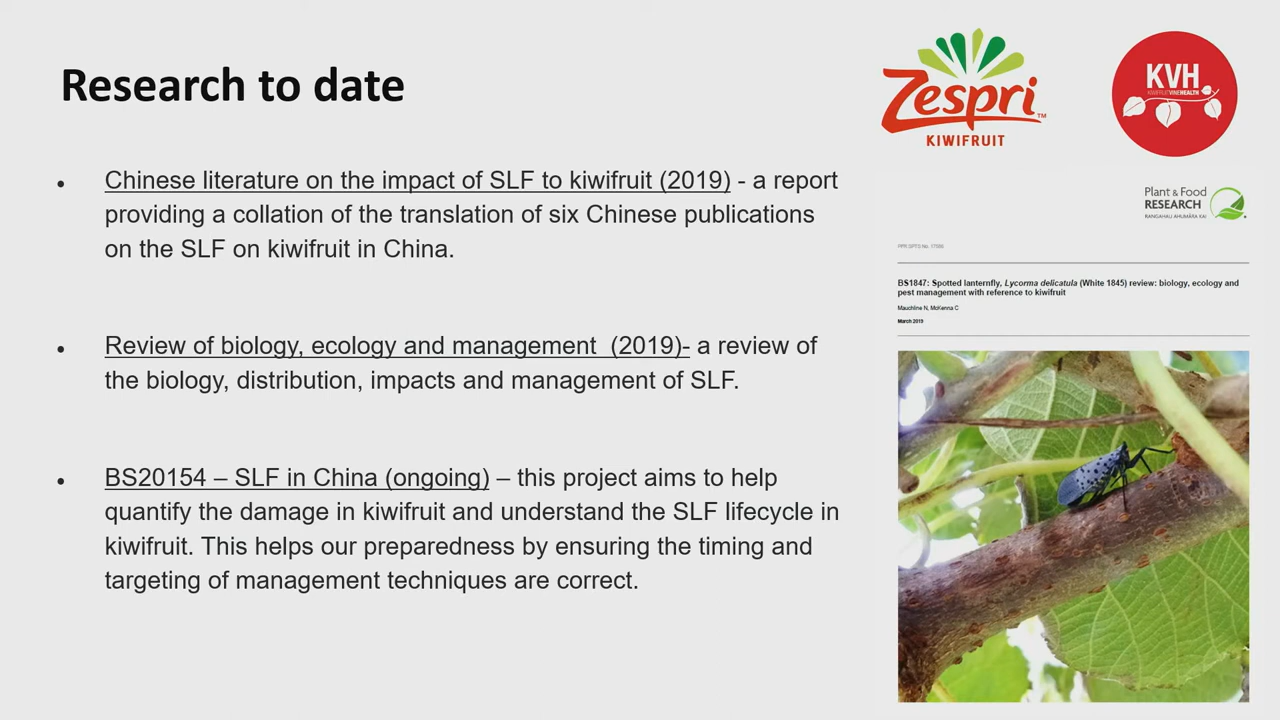 Research to date
Zespri™
KIWIFRUIT
KVH
KIWIFRUIT VINE HEALTH
Chinese literature on the impact of SLF to kiwifruit (2019) - a report
providing a collation of the translation of six Chinese publications
on the SLF on kiwifruit in China.
Review of biology, ecology and management  (2019)- a review of
the biology, distribution, impacts and management of SLF.
BS20154 – SLF in China (ongoing) – this project aims to help
quantify the damage in kiwifruit and understand the SLF lifecycle in
kiwifruit. This helps our preparedness by ensuring the timing and
targeting of management techniques are correct.
Plant & Food
RESEARCH
RANGAHAU AHUMĀRA KAI
BS1847: Spotted lanternfly, Lycorma delicatula (White 1845) review: biology, ecology and
pest management with reference to kiwifruit
Mauchline N, McKenna C
March 2019